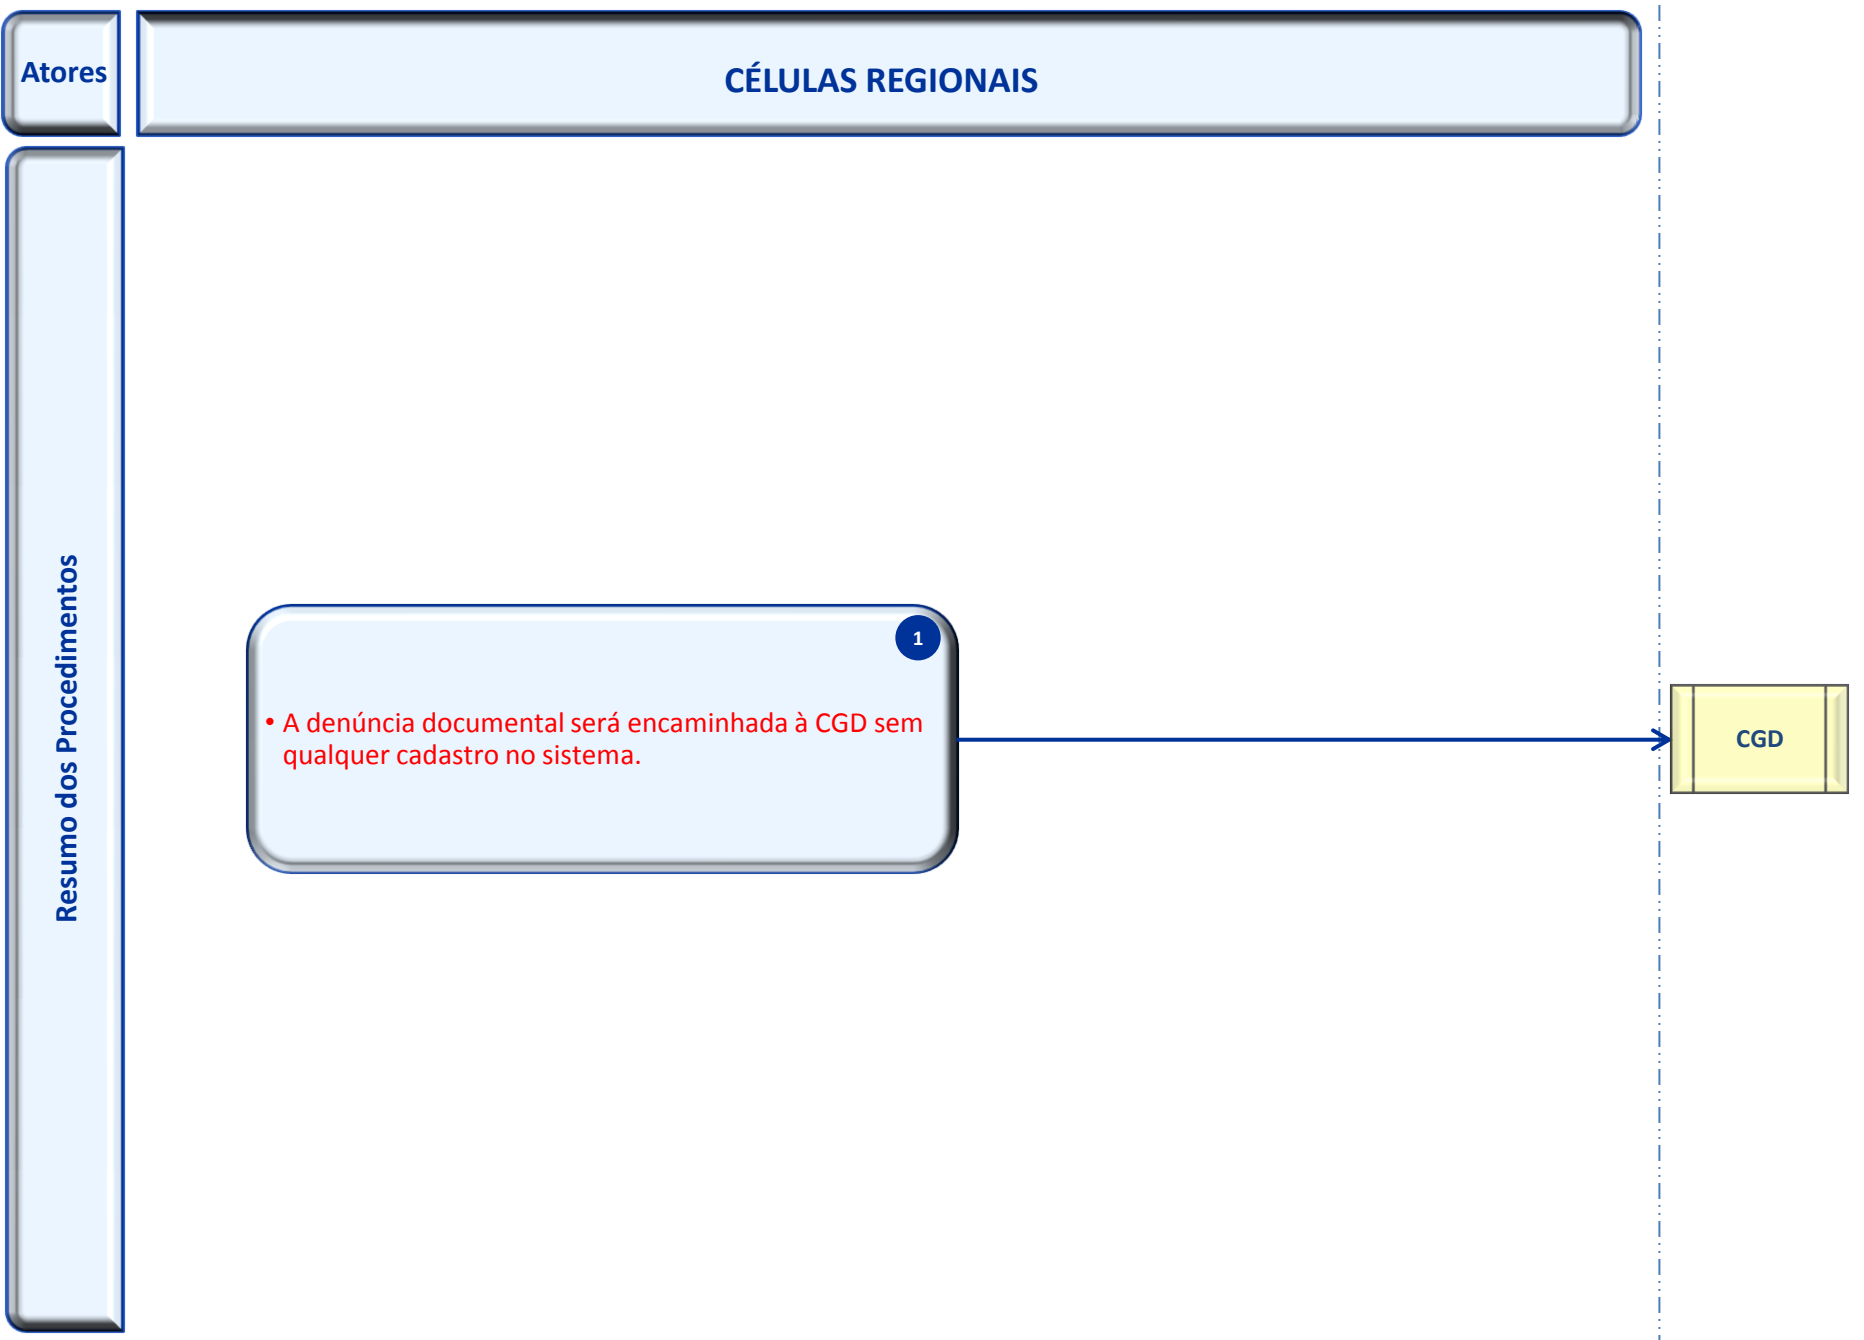 Atores
CÉLULAS REGIONAIS
Resumo dos Procedimentos
1
• A denúncia documental será encaminhada à CGD sem
qualquer cadastro no sistema.
CGD